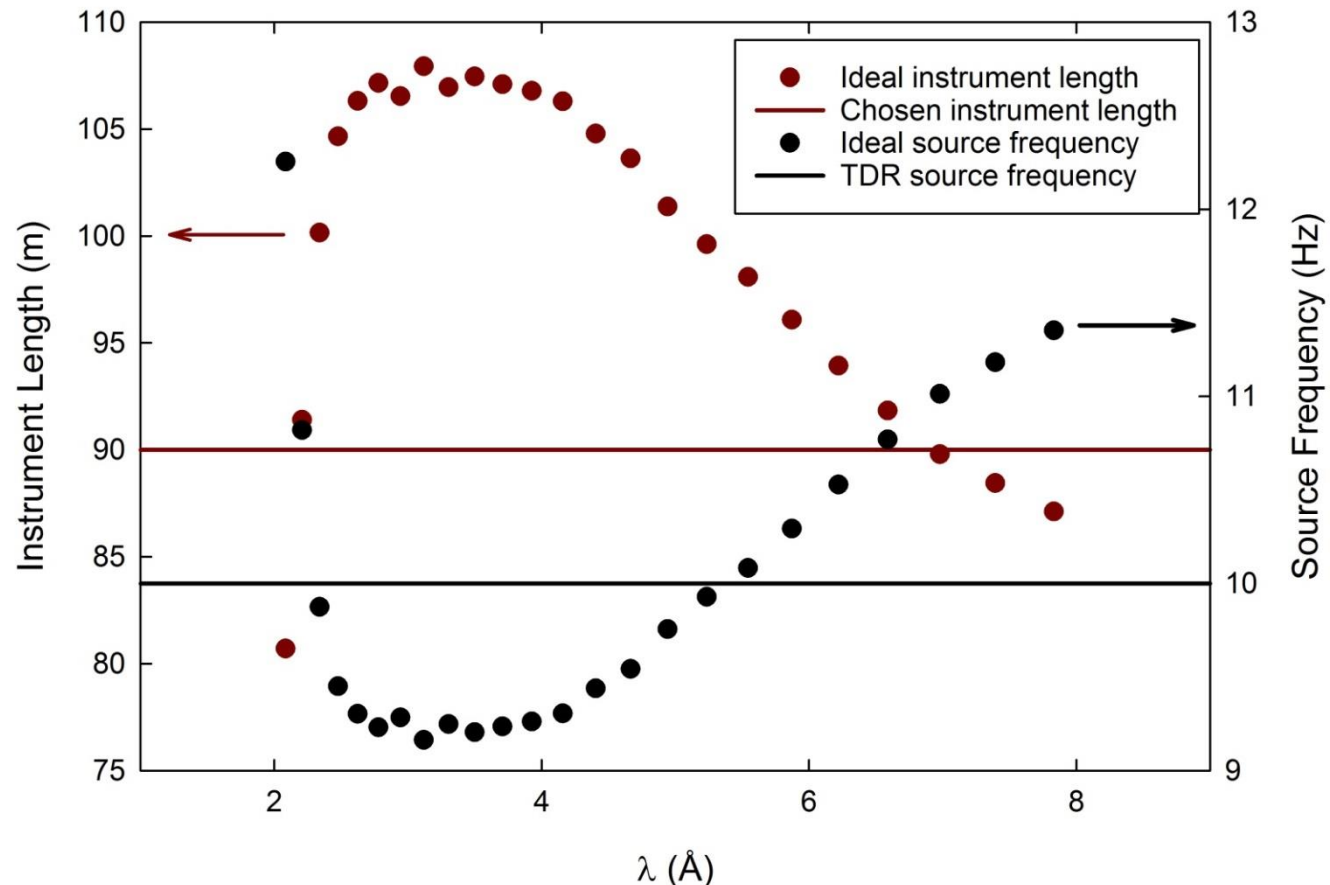 110
105
100
95
90
85
80
75
Instrument Length (m)
13
12
11
10
9
Source Frequency (Hz)
Ideal instrument length
Chosen instrument length
Ideal source frequency
TDR source frequency
2
4
6
8
λ (Å)